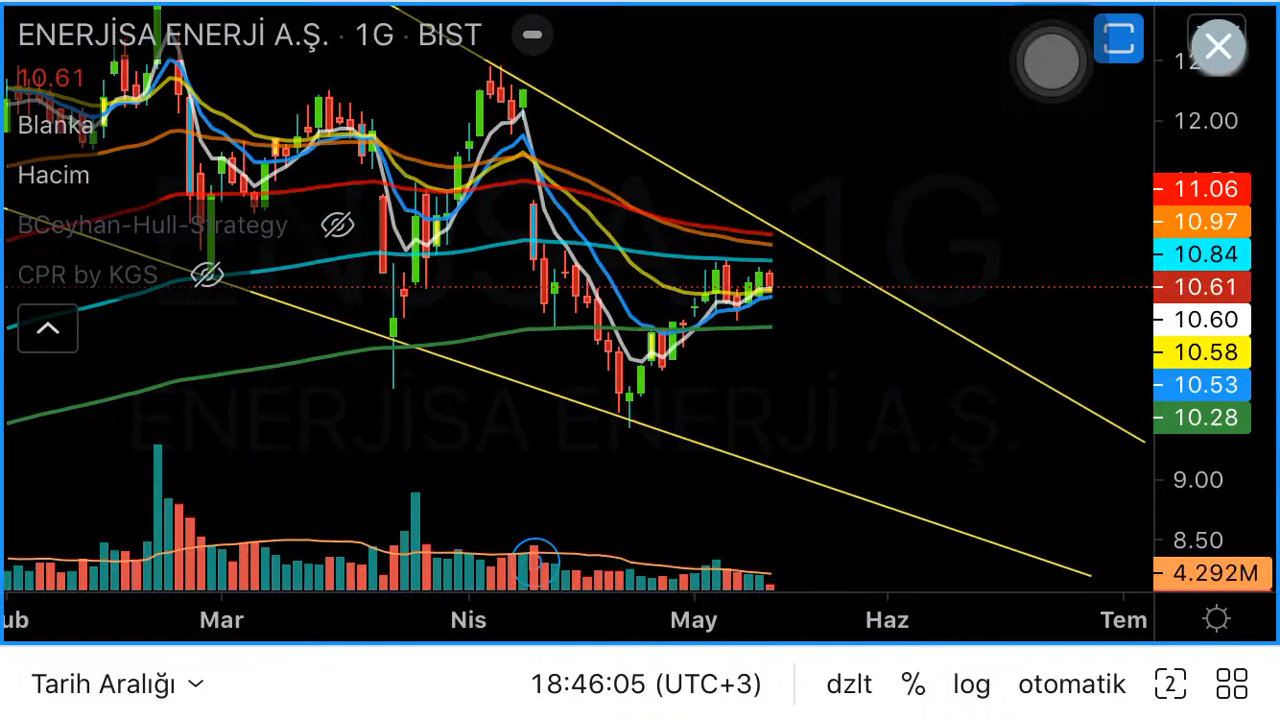 ENERJİSA ENERJİ A.Ş. · 1G · BIST
10.61
Blanka
Hacim
BCeyhan-Hull-Strategy
CPR by KGS
ENJSA 1G
ENERJİSA ENERJİ A.Ş.
12.00
11.06
10.97
10.84
10.61
10.60
10.58
10.53
10.28
9.00
8.50
4.292M
ub Mar Nis May Haz Tem
Tarih Aralığı 18:46:05 (UTC+3) dzlt % log otomatik 2